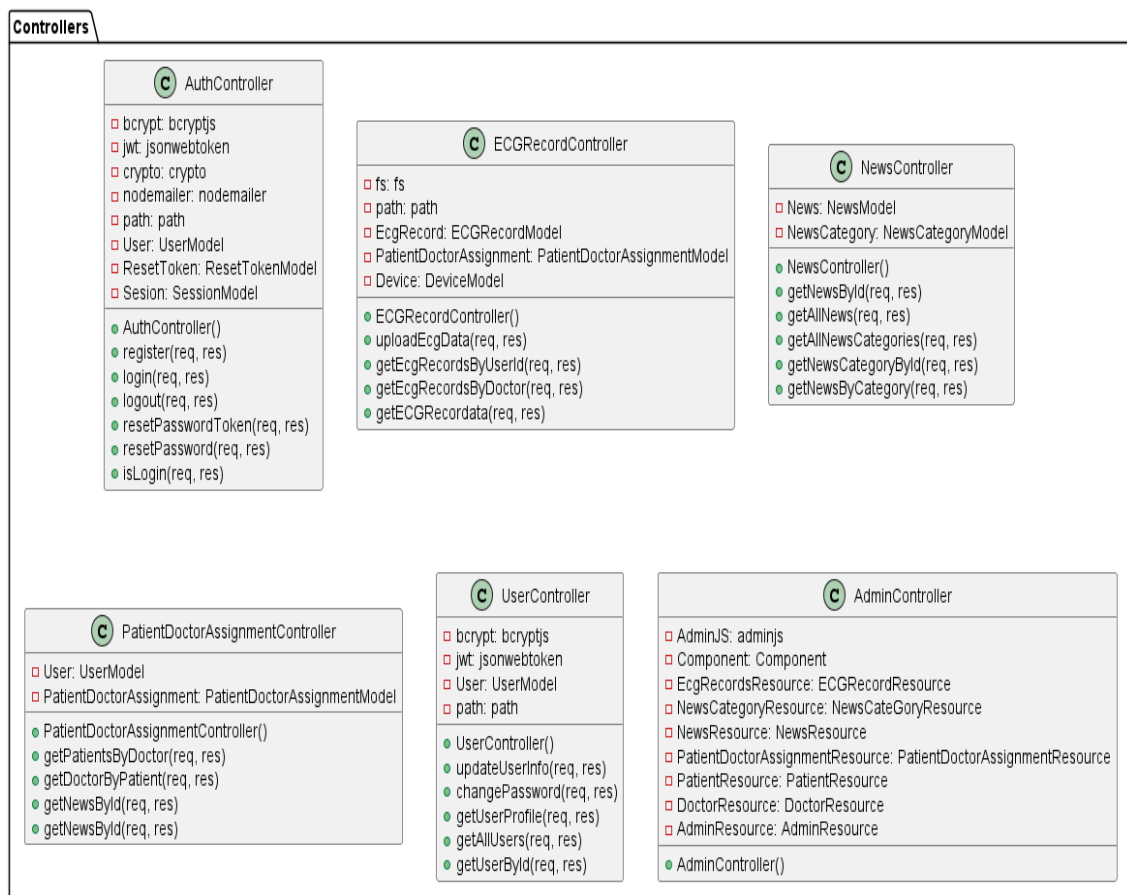 Controllers
C AuthController
bcrypt: bcryptjs
jwt: jsonwebtoken
crypto: crypto
nodemailer: nodemailer
path: path
User: UserModel
ResetToken: ResetTokenModel
Sesion: SessionModel
AuthController()
register(req, res)
login(req, res)
logout(req, res)
resetPasswordToken(req, res)
resetPassword(req, res)
isLogin(req, res)
C ECGRecordController
fs: fs
path: path
EcgRecord: ECGRecordModel
PatientDoctorAssignment: PatientDoctorAssignmentModel
Device: DeviceModel
ECGRecordController()
uploadEcgData(req, res)
getEcgRecordsByUserId(req, res)
getEcgRecordsByDoctor(req, res)
getECGRecordata(req, res)
C NewsController
News: NewsModel
NewsCategory: NewsCategoryModel
NewsController()
getNewsById(req, res)
getAllNews(req, res)
getAllNewsCategories(req, res)
getNewsCategoryById(req, res)
getNewsByCategory(req, res)
C PatientDoctorAssignmentController
User: UserModel
PatientDoctorAssignment: PatientDoctorAssignmentModel
PatientDoctorAssignmentController()
getPatientsByDoctor(req, res)
getDoctorByPatient(req, res)
getNewsById(req, res)
getNewsById(req, res)
C UserController
bcrypt: bcryptjs
jwt: jsonwebtoken
User: UserModel
path: path
UserController()
updateUserInfo(req, res)
changePassword(req, res)
getUserProfile(req, res)
getAllUsers(req, res)
getUserById(req, res)
C AdminController
AdminJS: adminjs
Component: Component
EcgRecordsResource: ECGRecordResource
NewsCategoryResource: NewsCateGoryResource
NewsResource: NewsResource
PatientDoctorAssignmentResource: PatientDoctorAssignmentResource
PatientResource: PatientResource
DoctorResource: DoctorResource
AdminResource: AdminResource
AdminController()